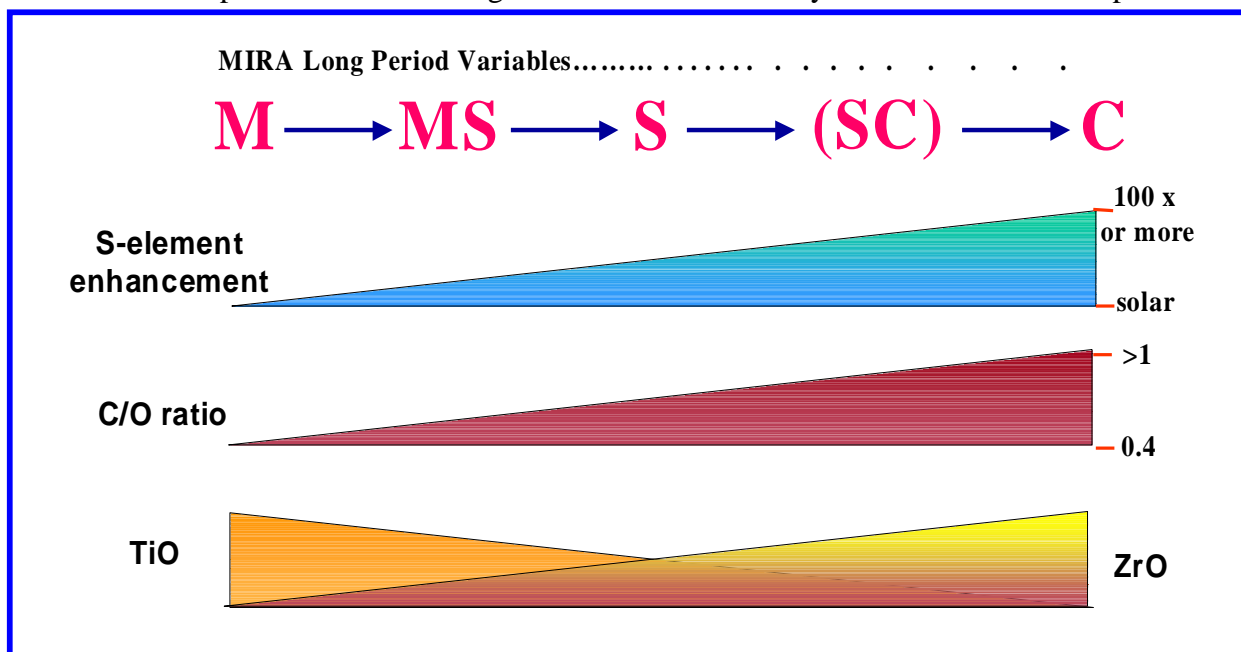 MIRA Long Period Variables......... . . . . . . . . . . . . . . . .
M MS S (SC) C
100 x
or more
S-element
enhancement
solar
>1
C/O ratio
0.4
TiO
ZrO